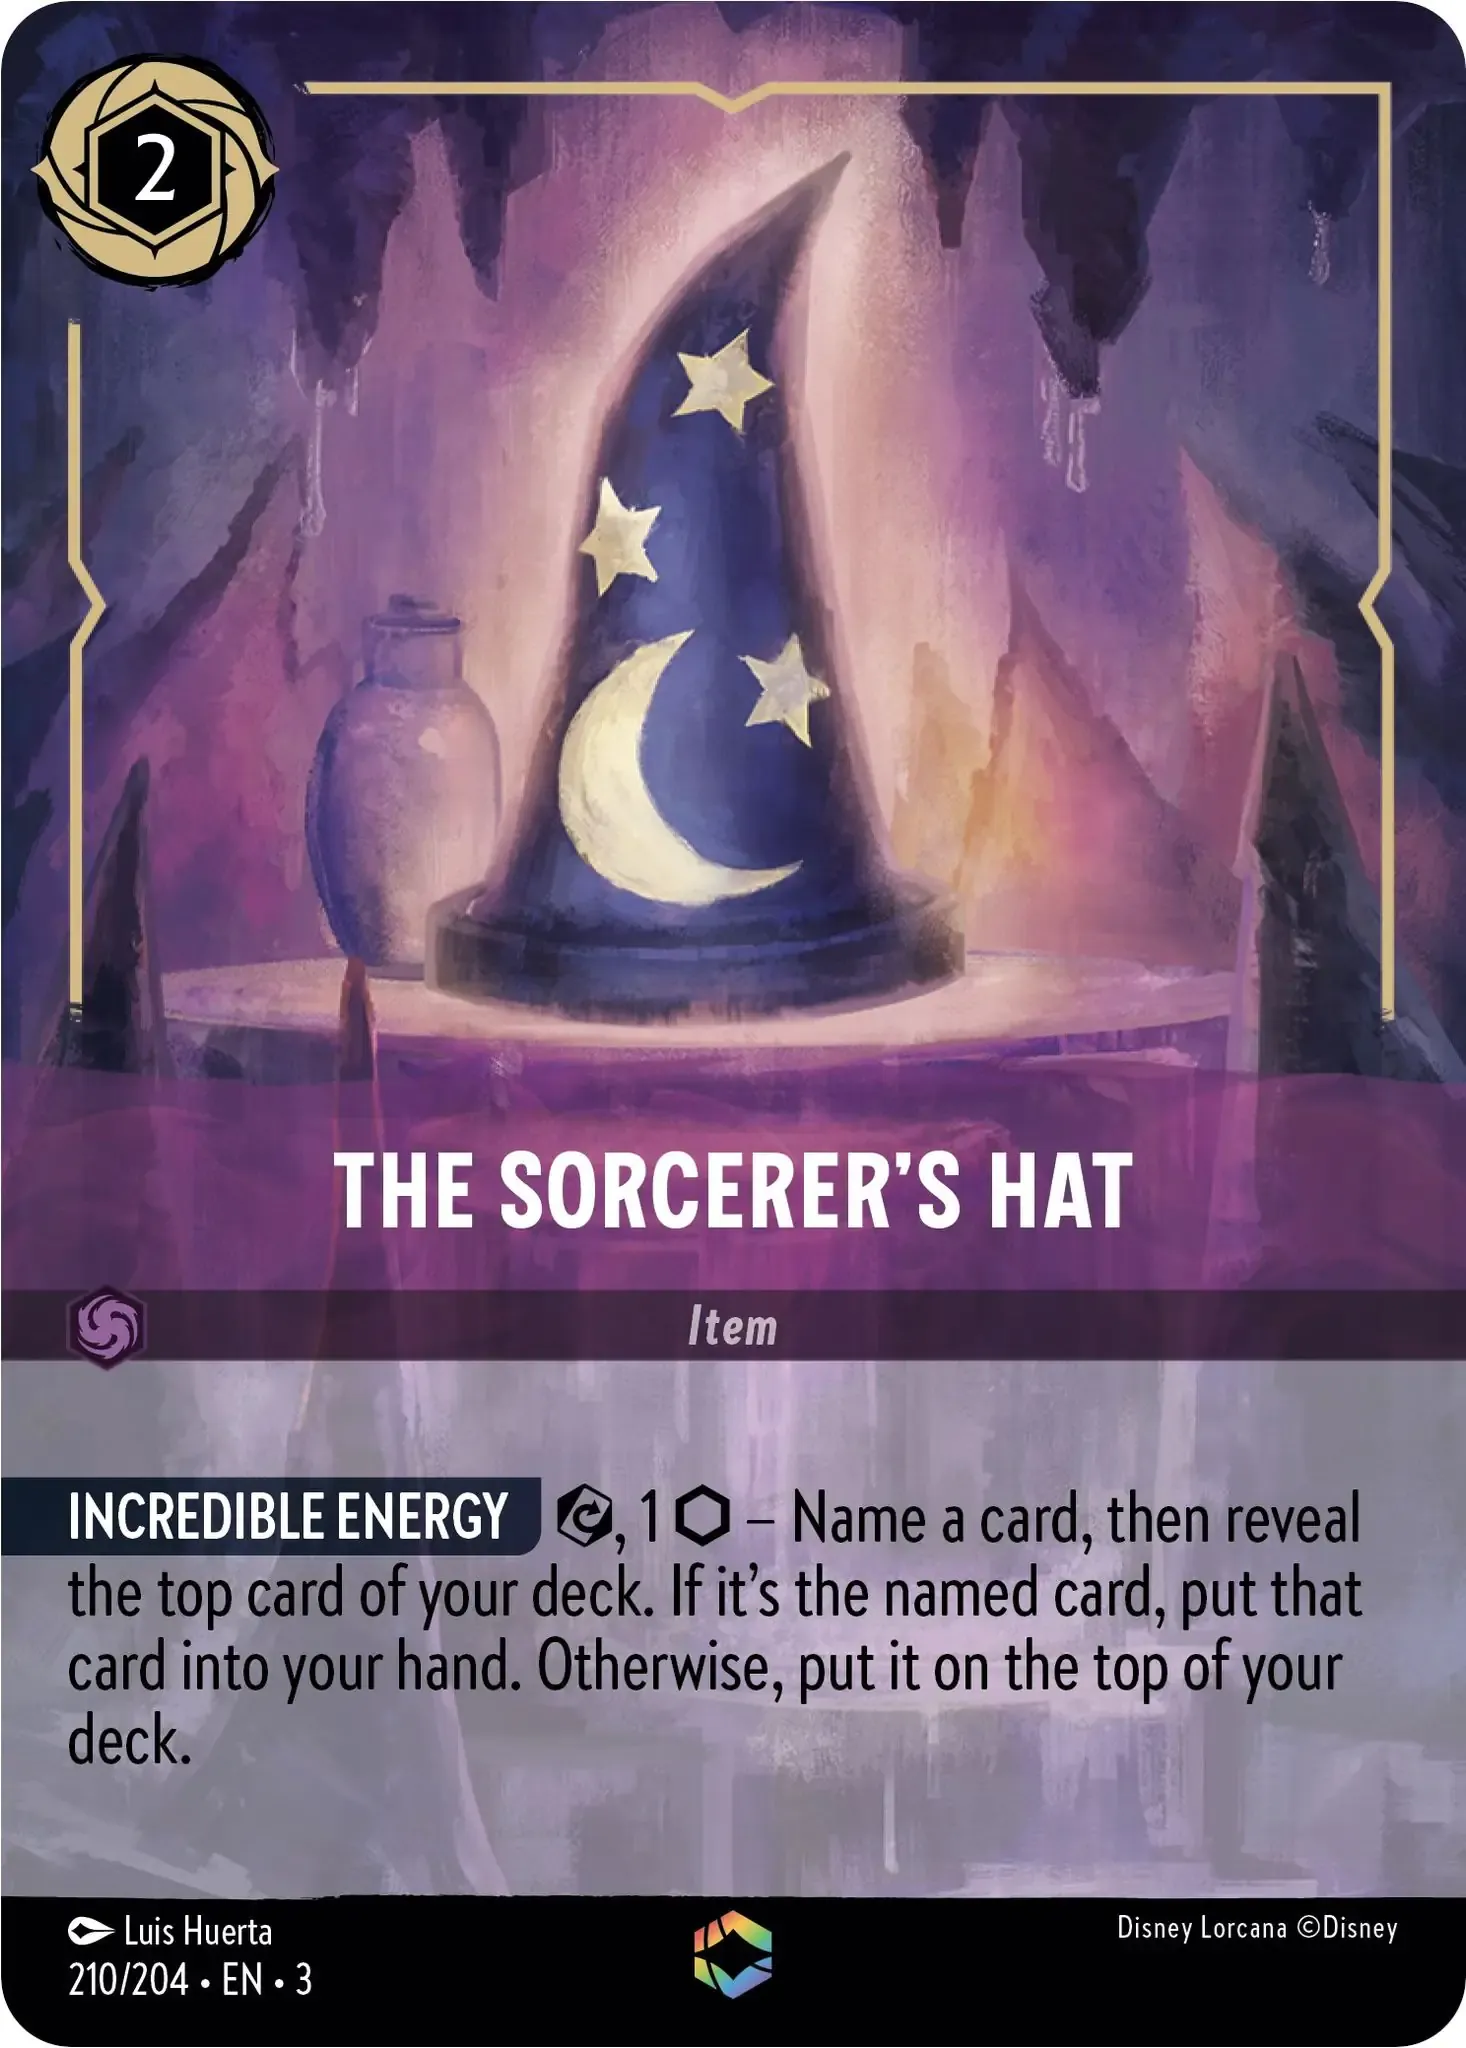 2
THE SORCERER’S HAT
Item
INCREDIBLE ENERGY , 1 – Name a card, then reveal
the top card of your deck. If it’s the named card, put that
card into your hand. Otherwise, put it on the top of your
deck.
Luis Huerta
210/204 • EN • 3
Disney Lorcana ©Disney